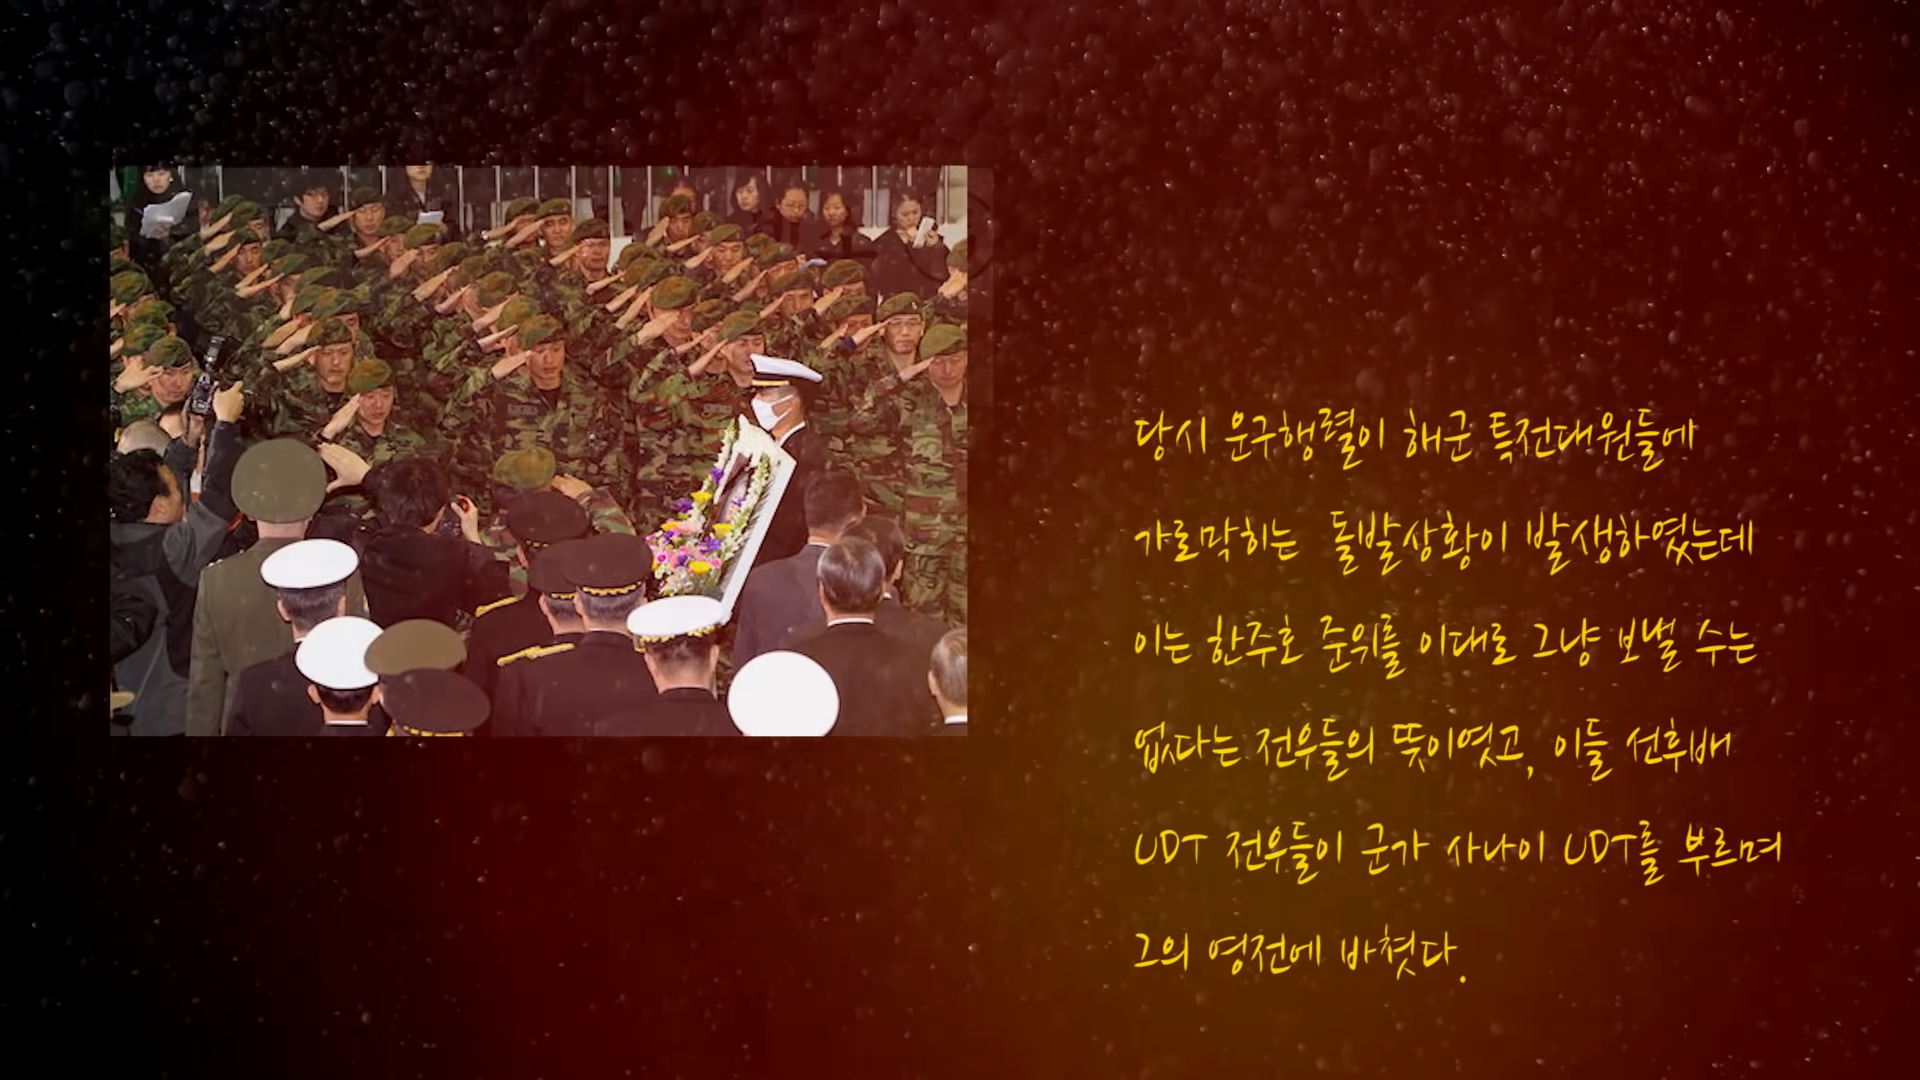 당시 운구행렬이 해군 특전대원들에
가로막히는 돌발상황이 발생하였는데
이는 한주호 준위를 이대로 그냥 보낼 수는
없다는 전우들의 뜻이였고, 이들 선후배
UDT 전우들이 군가 사나이 UDT를 부르며
그의 영전에 바쳤다.